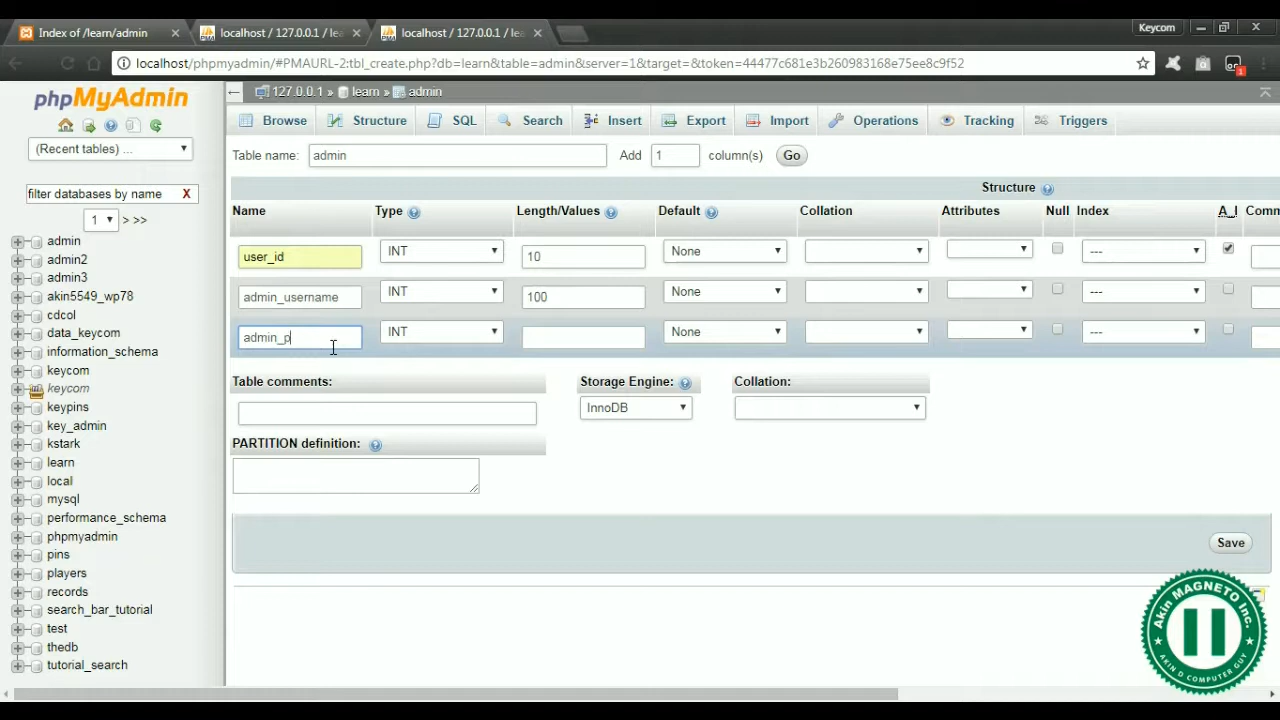 Index of /learn/admin
localhost / 127.0.0.1 / le
localhost / 127.0.0.1 / le
Keycom
localhost/phpmyadmin/#PMAURL-2:tbl_create.php?db=learn&table=admin&server=1&target=&token=44477c681e3b260983168e75ee8c9f52
1
phpMyAdmin
127.0.0.1 » learn » admin
Browse Structure SQL Search Insert Export Import Operations Tracking Triggers
(Recent tables) ...
Table name: admin Add 1 column(s) Go
filter databases by name X
1 > >>
Structure
Name Type Length/Values Default Collation Attributes Null Index A_I Comm
user_id INT 10 None ---
admin_username INT 100 None ---
admin_p INT None ---
admin
admin2
admin3
akin5549_wp78
cdcol
data_keycom
information_schema
keycom
keycom
keypins
key_admin
kstark
learn
local
mysql
performance_schema
phpmyadmin
pins
players
records
search_bar_tutorial
test
thedb
tutorial_search
Table comments: Storage Engine: Collation:
InnoDB
PARTITION definition:
Save
Akin MAGNETO Inc.
AKIN D COMPUTER GUY